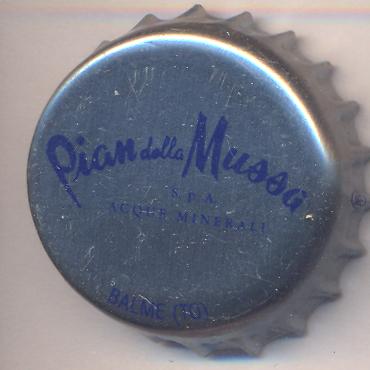 Pian della Mussa
S.P.A.
ACQUE MINERALI
BALME (TO)